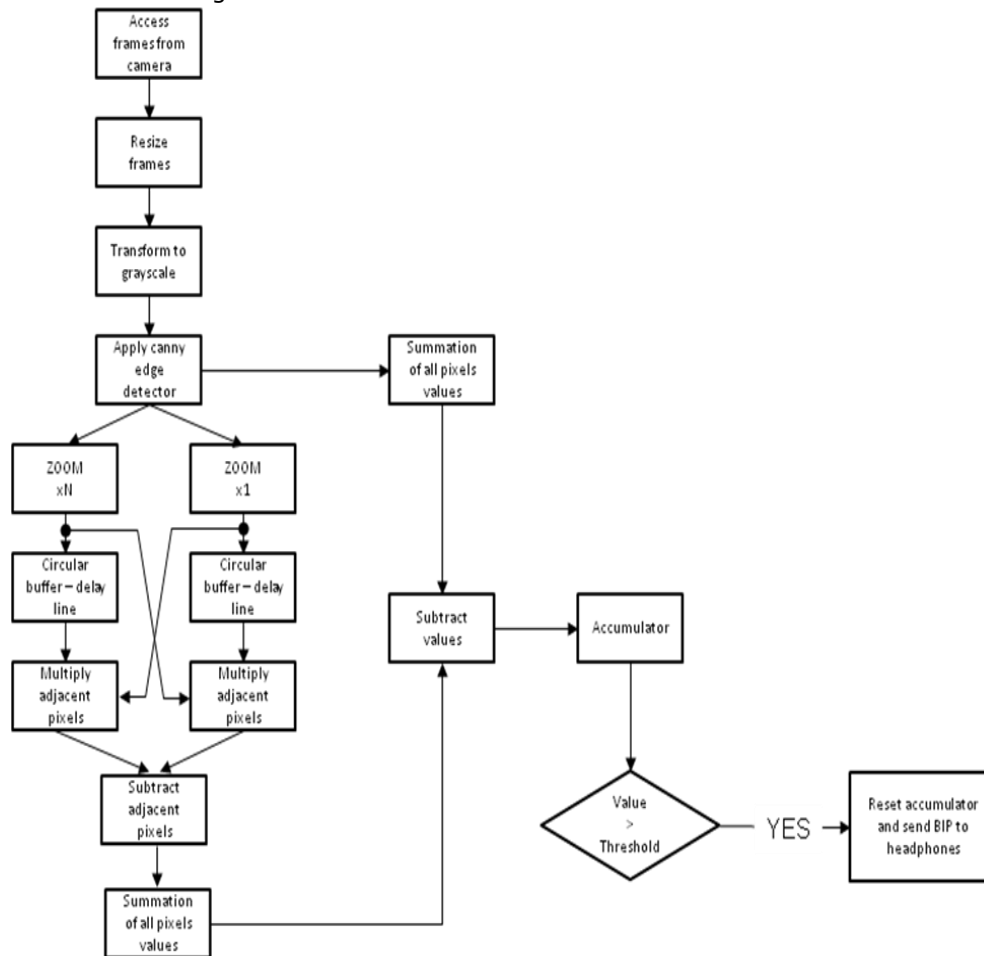 Access
frames from
camera
Resize
frames
Transform to
grayscale
Apply canny
edge
detector
Summation
of all pixels
values
ZOOM
xN
ZOOM
x1
Circular
buffer – delay
line
Circular
buffer – delay
line
Subtract
values
Accumulator
Multiply
adjacent
pixels
Multiply
adjacent
pixels
Subtract
adjacent
pixels
Value
>
Threshold
YES
Reset accumulator
and send BIP to
headphones
Summation
of all pixels
values